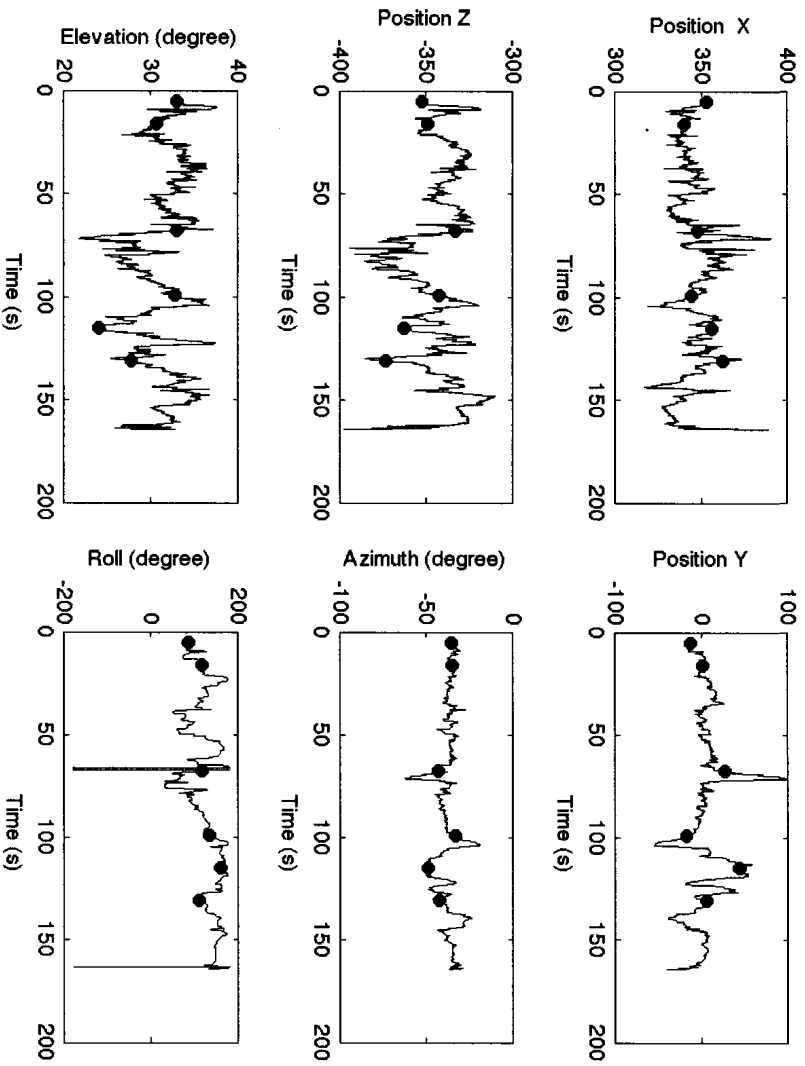 Position X
400
350
300
0 50 100 150 200
Time (s)
Position Y
100
0
-100
0 50 100 150 200
Time (s)
Position Z
-300
-350
-400
0 50 100 150 200
Time (s)
Azimuth (degree)
0
-50
-100
0 50 100 150 200
Time (s)
Elevation (degree)
40
30
20
0 50 100 150 200
Time (s)
Roll (degree)
200
0
-200
0 50 100 150 200
Time (s)